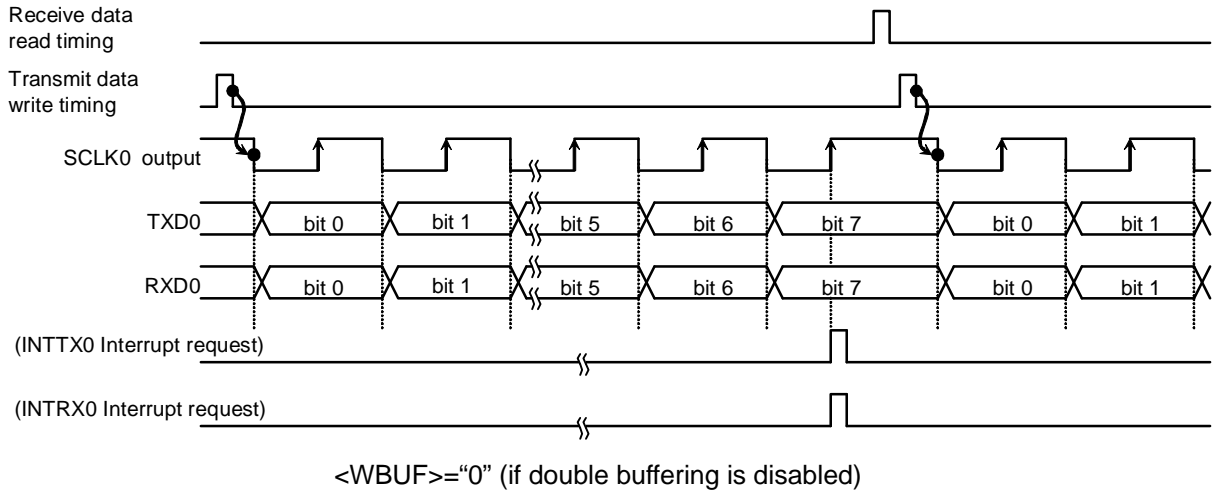 Receive data
read timing
Transmit data
write timing
SCLK0 output
TXD0 bit 0 bit 1 bit 5 bit 6 bit 7 bit 0 bit 1
RXD0 bit 0 bit 1 bit 5 bit 6 bit 7 bit 0 bit 1
(INTTX0 Interrupt request)
(INTRX0 Interrupt request)
<WBUF>=“0” (if double buffering is disabled)